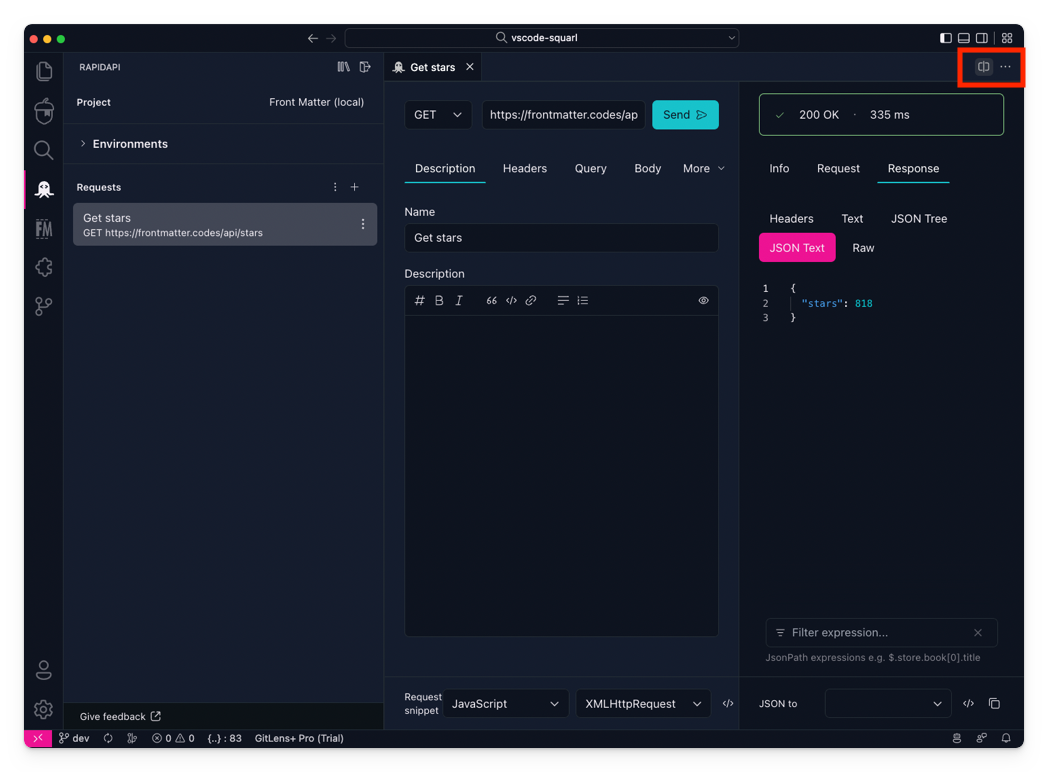 vscode-squarl
RAPIDAPI
Get stars
Project
Front Matter (local)
Environments
Requests
Get stars
GET https://frontmatter.codes/api/stars
FM
Give feedback
GET
https://frontmatter.codes/ap
Send
Description
Headers
Query
Body
More
Name
Get stars
Description
# B I 66 </>
Request
snippet
JavaScript
XMLHttpRequest
</>
200 OK · 335 ms
Info
Request
Response
Headers
Text
JSON Tree
JSON Text
Raw
1 {
2 "stars": 818
3 }
Filter expression...
JsonPath expressions e.g. $.store.book[0].title
JSON to
</>
dev
0
0
{..} : 83
GitLens+ Pro (Trial)